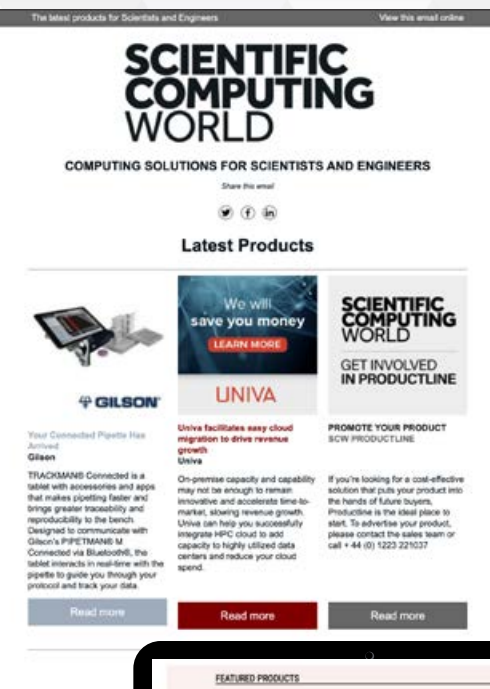 The latest products for Scientists and Engineers
View this email online
SCIENTIFIC
COMPUTING
WORLD
COMPUTING SOLUTIONS FOR SCIENTISTS AND ENGINEERS
Share this email
Latest Products
GILSON
Your Connected Pipette Has
Arrived
Gilson
TRACKMAN® Connected is a
tablet with accessories and apps
that makes pipetting faster and
brings greater traceability and
reproducibility to the bench.
Designed to communicate with
Gilson's PIPETMAN® M
Connected via Bluetooth®, the
tablet interacts in real-time with the
pipette to guide you through your
protocol and track your data.
Read more
We will
save you money
LEARN MORE
UNIVA
Univa facilitates easy cloud
migration to drive revenue
growth
Univa
On-premise capacity and capability
may not be enough to remain
innovative and accelerate time-to-
market, slowing revenue growth.
Univa can help you successfully
integrate HPC cloud to add
capacity to highly utilized data
centers and reduce your cloud
spend.
Read more
SCIENTIFIC
COMPUTING
WORLD
GET INVOLVED
IN PRODUCTLINE
PROMOTE YOUR PRODUCT
SCW PRODUCTLINE
If you're looking for a cost-effective
solution that puts your product into
the hands of future buyers,
Productline is the ideal place to
start. To advertise your product,
please contact the sales team or
call + 44 (0) 1223 221037
Read more
FEATURED PRODUCTS